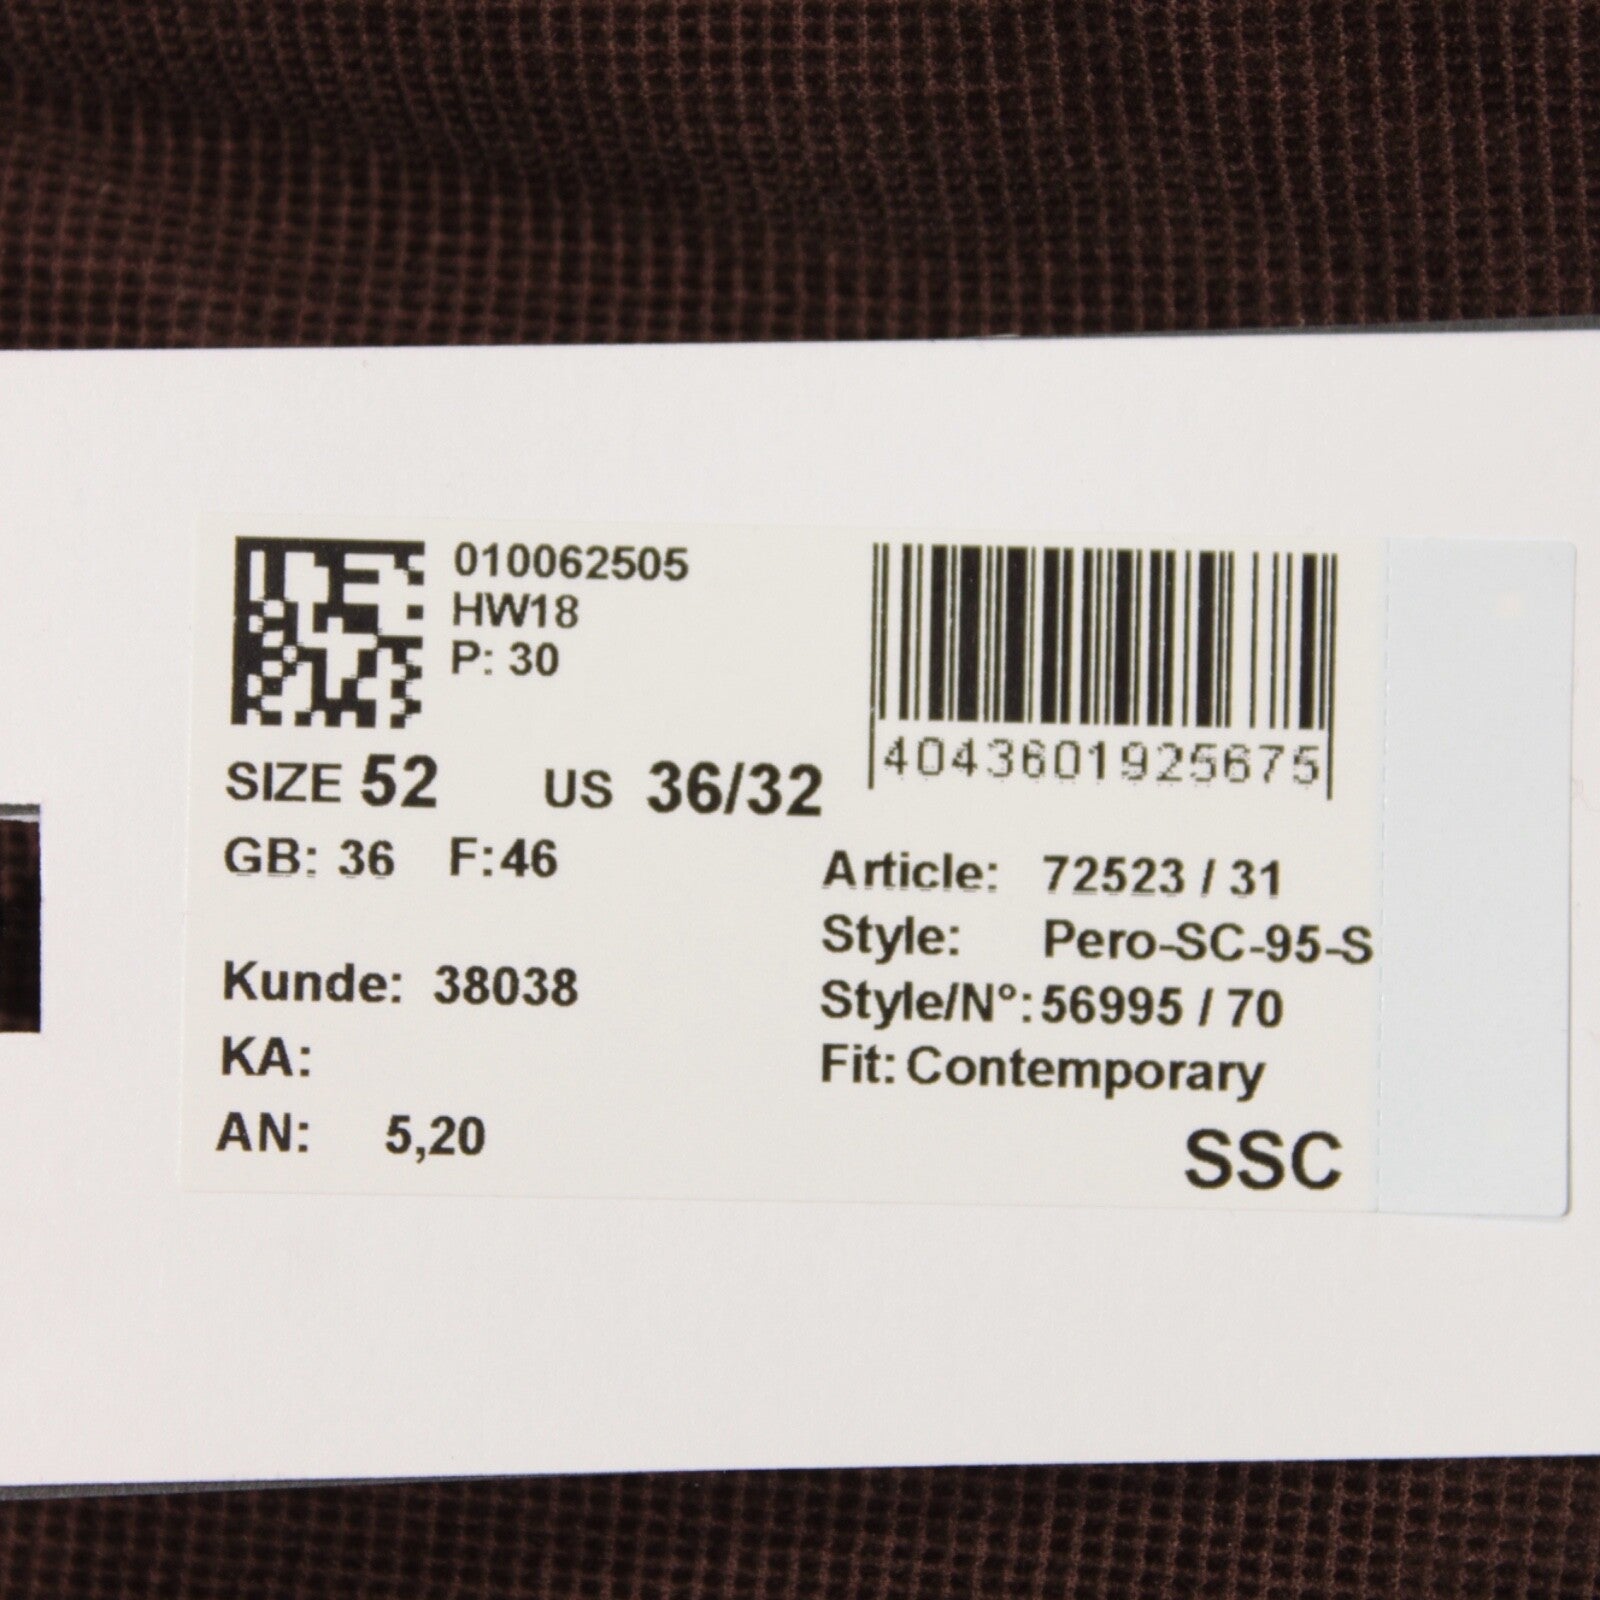 010062505
HW18
P: 30
4043601925675
SIZE 52 US 36/32
GB: 36 F:46
Article: 72523 / 31
Style: Pero-SC-95-S
Kunde: 38038
Style/N°: 56995 / 70
KA:
Fit: Contemporary
AN: 5,20
SSC